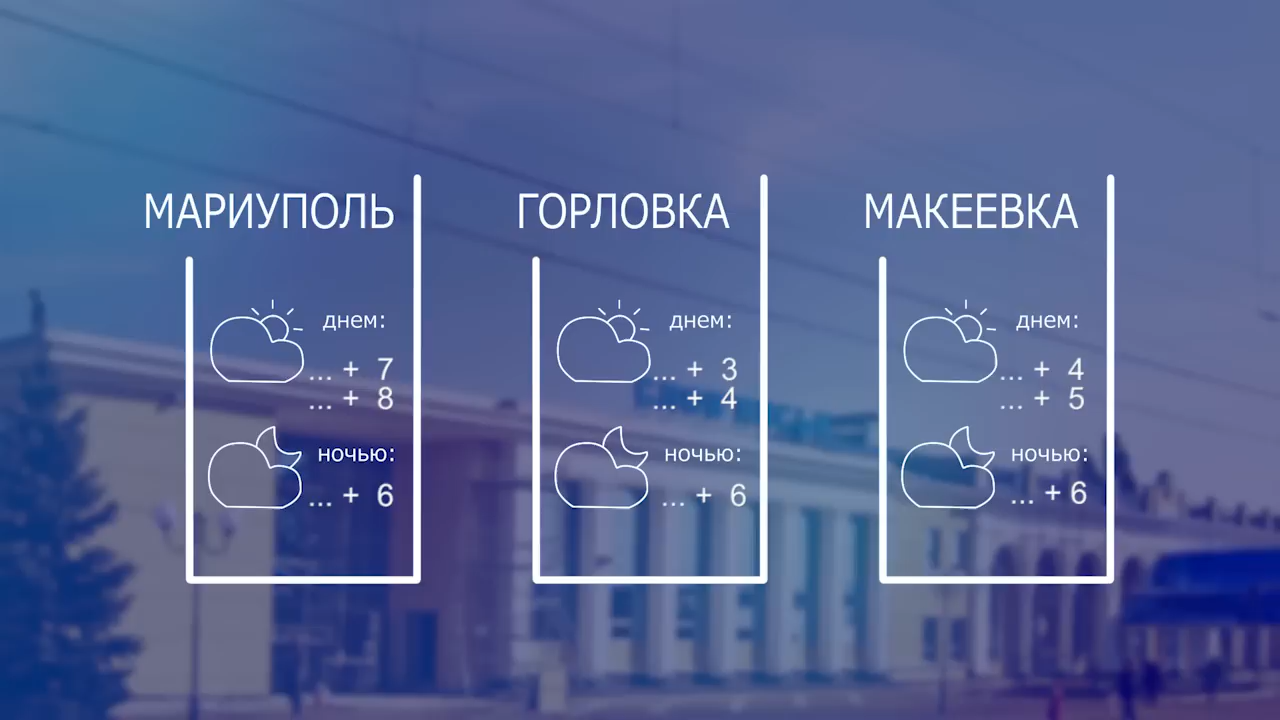 МАРИУПОЛЬ
днем:
... + 7
... + 8
ночью:
... + 6
ГОРЛОВКА
днем:
... + 3
... + 4
ночью:
... + 6
МАКЕЕВКА
днем:
... + 4
... + 5
ночью:
... + 6